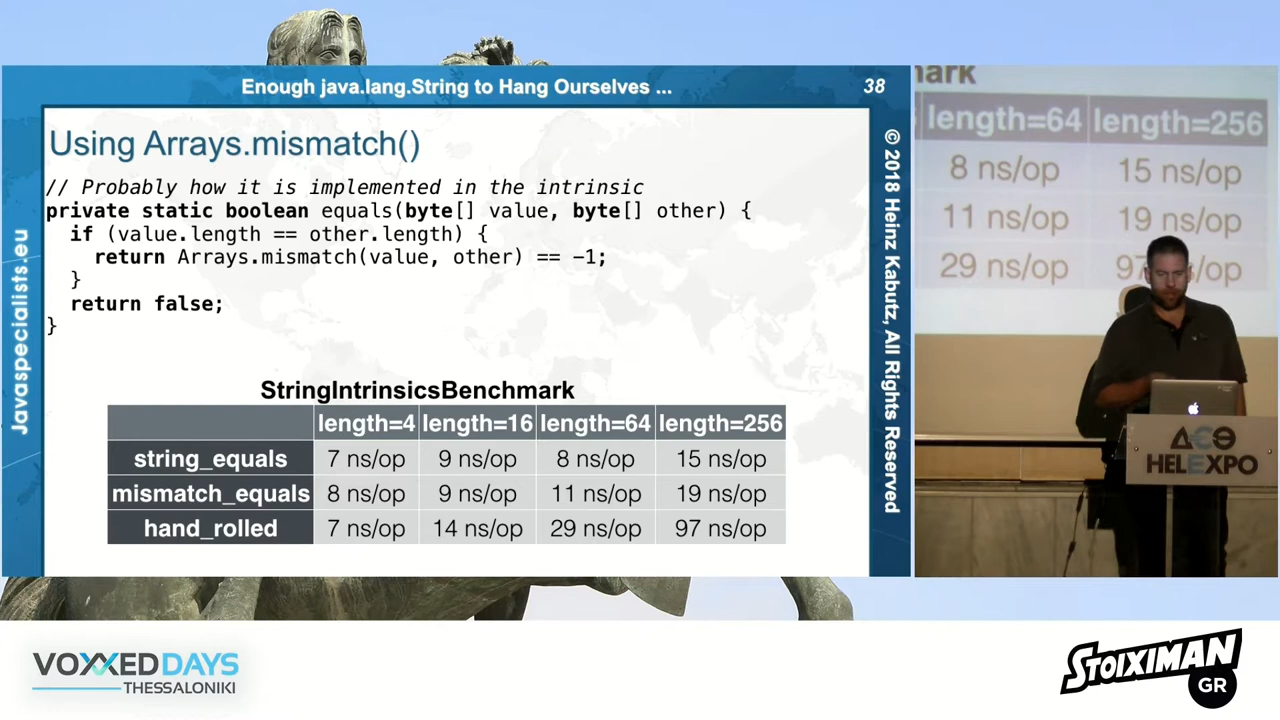 Enough java.lang.String to Hang Ourselves ...
38
Using Arrays.mismatch()
// Probably how it is implemented in the intrinsic
private static boolean equals(byte[] value, byte[] other) {
if (value.length == other.length) {
return Arrays.mismatch(value, other) == -1;
}
return false;
}
StringIntrinsicsBenchmark
length=4 length=16 length=64 length=256
string_equals 7 ns/op 9 ns/op 8 ns/op 15 ns/op
mismatch_equals 8 ns/op 9 ns/op 11 ns/op 19 ns/op
hand_rolled 7 ns/op 14 ns/op 29 ns/op 97 ns/op
Javaspecialists.eu
© 2018 Heinz Kabutz, All Rights Reserved
length=64 length=256
8 ns/op 15 ns/op
11 ns/op 19 ns/op
29 ns/op
ΔΕΘ
HELEXPO
VOXXED DAYS
THESSALONIKI
STOIXIMAN
GR